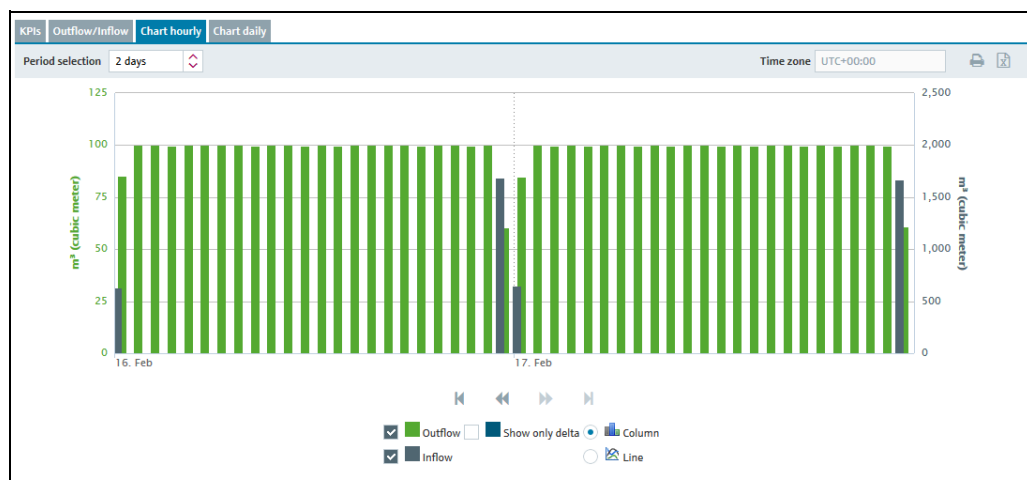 KPIs Outflow/Inflow Chart hourly Chart daily
Period selection 2 days Time zone UTC+00:00
125 2,500
100 2,000
75 1,500
50 1,000
25 500
0 0
m³ (cubic meter)
m³ (cubic meter)
16. Feb 17. Feb
Outflow Show only delta Column
Inflow Line